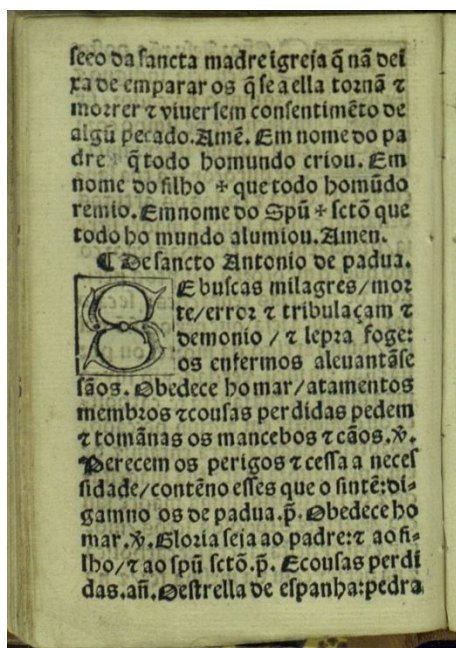 seeo da sancta madre igreja q̃ nã dei
xa de emparar os q̃ se a ella tornã ⁊
morrer ⁊ viuer sem consentimẽto de
algũ pecado. Amẽ. Em nome do pa
dre ✠ q̃ todo homundo criou. Em
nome do filho ✠ que todo homũdo
remio. Em nome do Spũ ✠ sctõ que
todo ho mundo alumiou. Amen.
¶ De sancto Antonio de padua.
SE buscas milagres/mor
te/error ⁊ tribulaçam ⁊
demonio / ⁊ lepra foge:
os enfermos aleuantãse
sãos. Obedece ho mar/atamentos
membros ⁊ cousas perdidas pedem
⁊ tomãnas os mancebos ⁊ cãos. ℣.
Perecem os perigos ⁊ cessa a neces
sidade/contẽno esses que o sintẽ: di-
gamno os de padua. p̃. Obedece ho
mar. ℣. Gloria seja ao padre: ⁊ ao fi-
lho/ ⁊ ao spũ sctõ. p̃. E cousas perdi
das. añ. O estrella de espanha: pedra